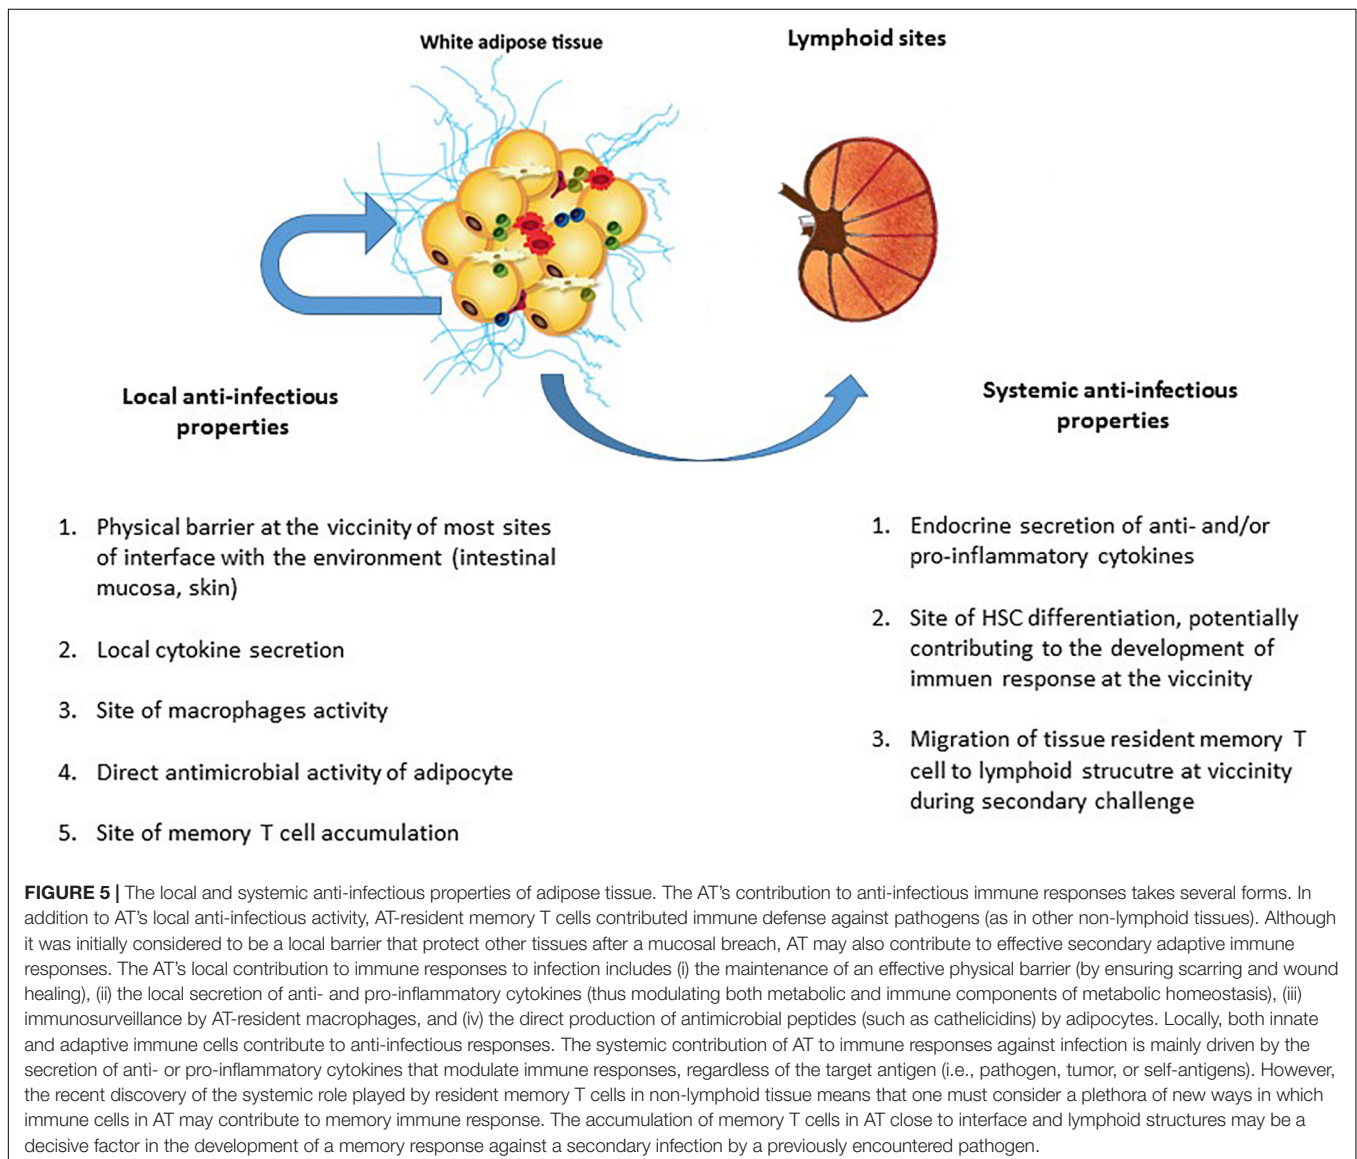 White adipose tissue
Lymphoid sites
Local anti-infectious
properties
Systemic anti-infectious
properties
1. Physical barrier at the viccinity of most sites
of interface with the environment (intestinal
mucosa, skin)
2. Local cytokine secretion
3. Site of macrophages activity
4. Direct antimicrobial activity of adipocyte
5. Site of memory T cell accumulation
1. Endocrine secretion of anti- and/or
pro-inflammatory cytokines
2. Site of HSC differentiation, potentially
contributing to the development of
immuen response at the viccinity
3. Migration of tissue resident memory T
cell to lymphoid strucutre at viccinity
during secondary challenge
FIGURE 5 | The local and systemic anti-infectious properties of adipose tissue. The AT's contribution to anti-infectious immune responses takes several forms. In
addition to AT's local anti-infectious activity, AT-resident memory T cells contributed immune defense against pathogens (as in other non-lymphoid tissues). Although
it was initially considered to be a local barrier that protect other tissues after a mucosal breach, AT may also contribute to effective secondary adaptive immune
responses. The AT's local contribution to immune responses to infection includes (i) the maintenance of an effective physical barrier (by ensuring scarring and wound
healing), (ii) the local secretion of anti- and pro-inflammatory cytokines (thus modulating both metabolic and immune components of metabolic homeostasis), (iii)
immunosurveillance by AT-resident macrophages, and (iv) the direct production of antimicrobial peptides (such as cathelicidins) by adipocytes. Locally, both innate
and adaptive immune cells contribute to anti-infectious responses. The systemic contribution of AT to immune responses against infection is mainly driven by the
secretion of anti- or pro-inflammatory cytokines that modulate immune responses, regardless of the target antigen (i.e., pathogen, tumor, or self-antigens). However,
the recent discovery of the systemic role played by resident memory T cells in non-lymphoid tissue means that one must consider a plethora of new ways in which
immune cells in AT may contribute to memory immune response. The accumulation of memory T cells in AT close to interface and lymphoid structures may be a
decisive factor in the development of a memory response against a secondary infection by a previously encountered pathogen.